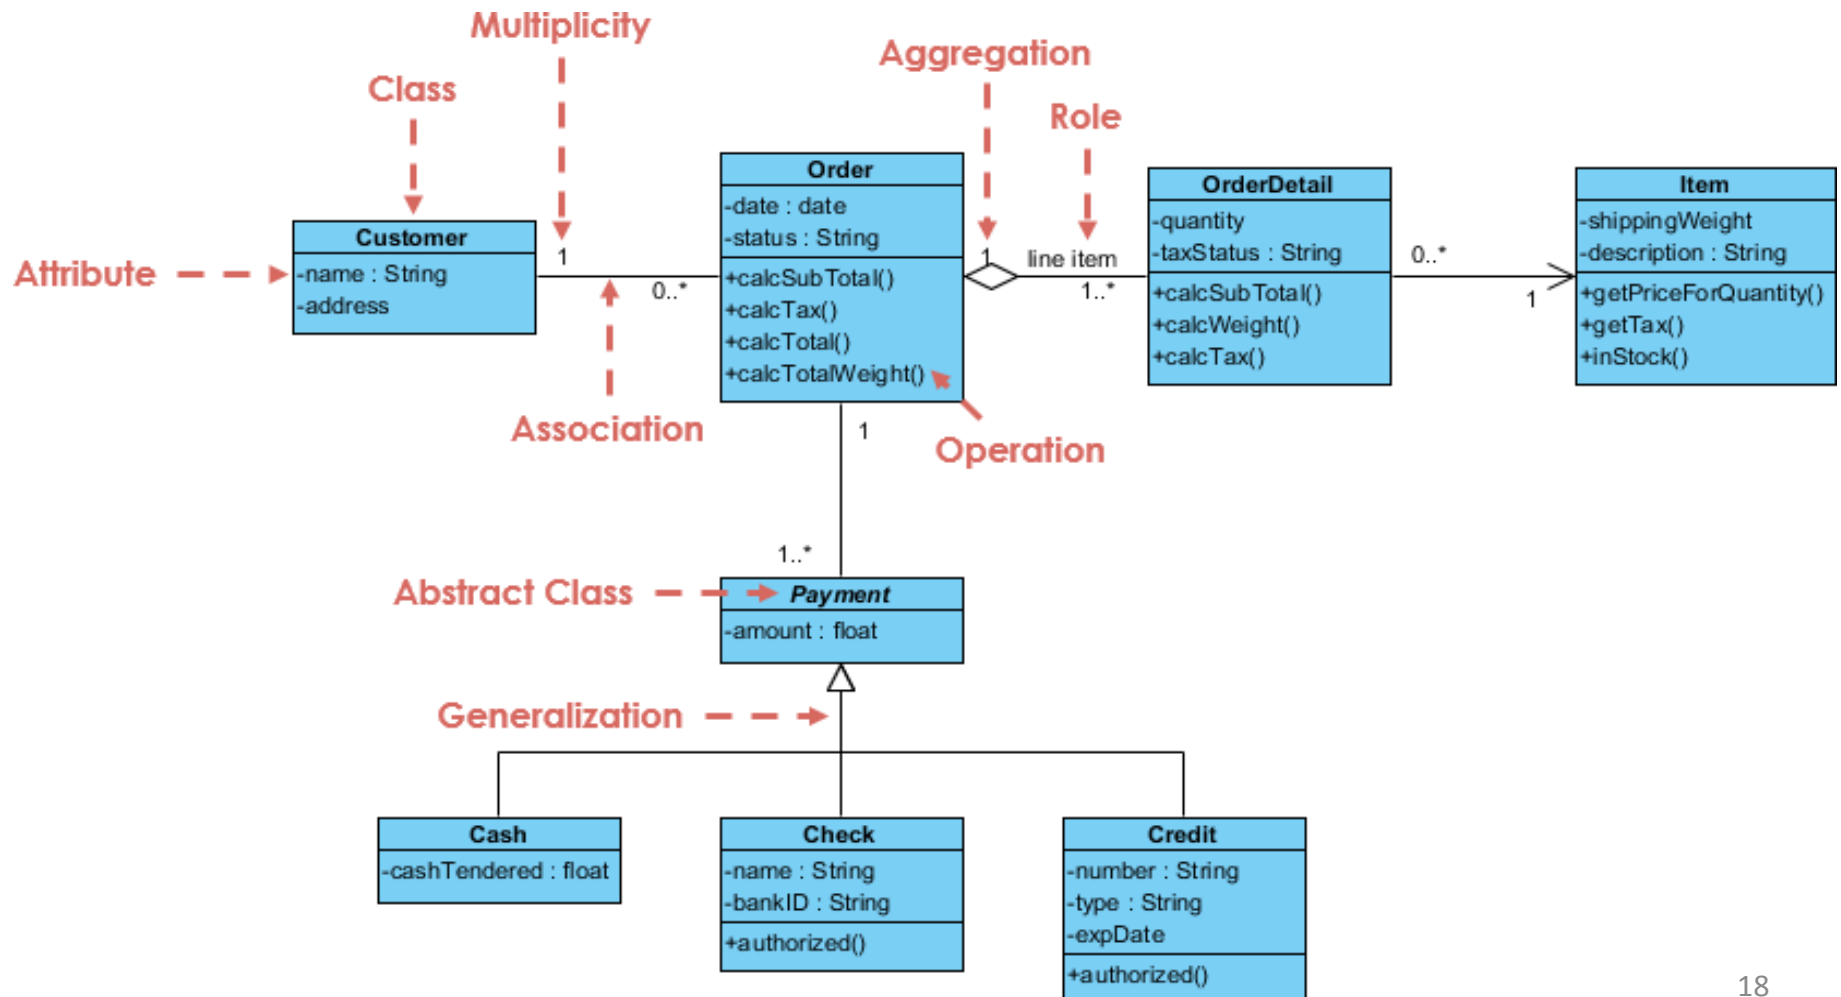 Multiplicity
Aggregation
Class
Role
Customer
-name : String
-address
Attribute
1
0..*
Association
Order
-date : date
-status : String
+calcSubTotal()
+calcTax()
+calcTotal()
+calcTotalWeight()
Operation
1
line item
1..*
OrderDetail
-quantity
-taxStatus : String
+calcSubTotal()
+calcWeight()
+calcTax()
0..*
1
Item
-shippingWeight
-description : String
+getPriceForQuantity()
+getTax()
+inStock()
1
1..*
Abstract Class
Payment
-amount : float
Generalization
Cash
-cashTendered : float
Check
-name : String
-bankID : String
+authorized()
Credit
-number : String
-type : String
-expDate
+authorized()
18